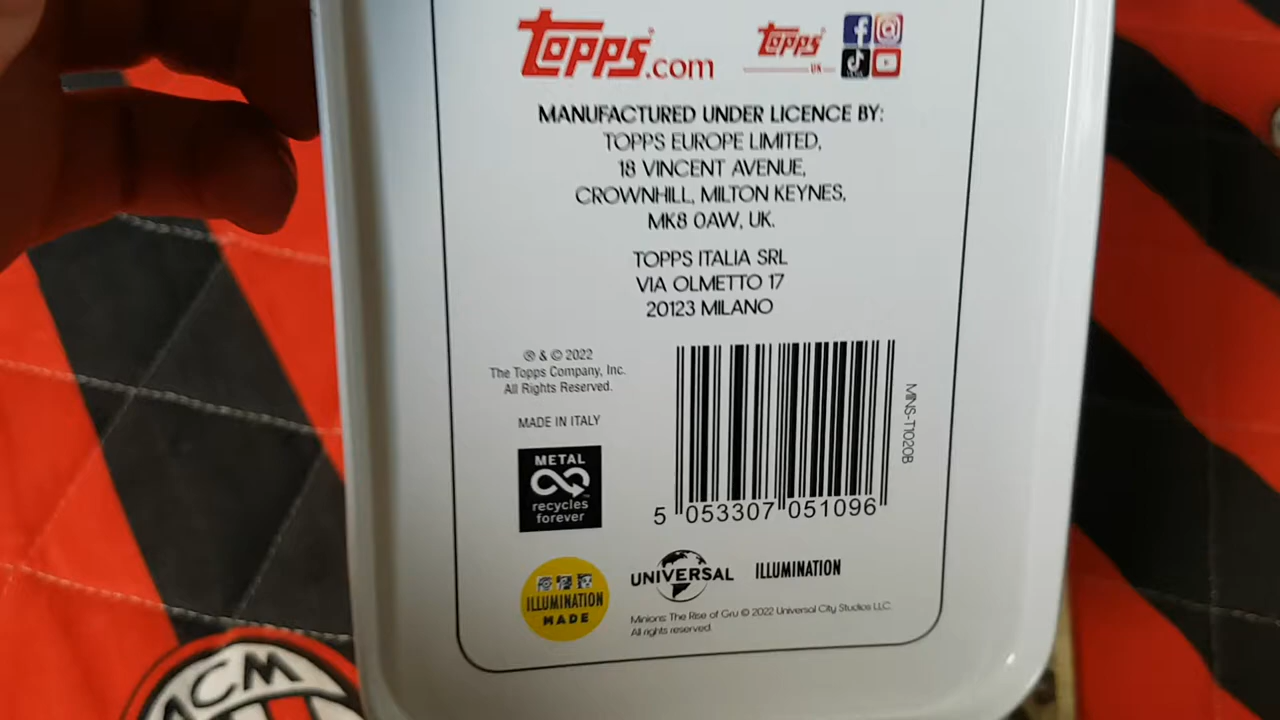 Topps.com
Topps
UK
MANUFACTURED UNDER LICENCE BY:
TOPPS EUROPE LIMITED,
18 VINCENT AVENUE,
CROWNHILL, MILTON KEYNES,
MK8 0AW, UK.
TOPPS ITALIA SRL
VIA OLMETTO 17
20123 MILANO
® & © 2022
The Topps Company, Inc.
All Rights Reserved.
MADE IN ITALY
METAL
recycles
forever
MINS-T1020B
5 053307 051096
ILLUMINATION
MADE
UNIVERSAL
ILLUMINATION
Minions: The Rise of Gru © 2022 Universal City Studios LLC.
All rights reserved.
ACM